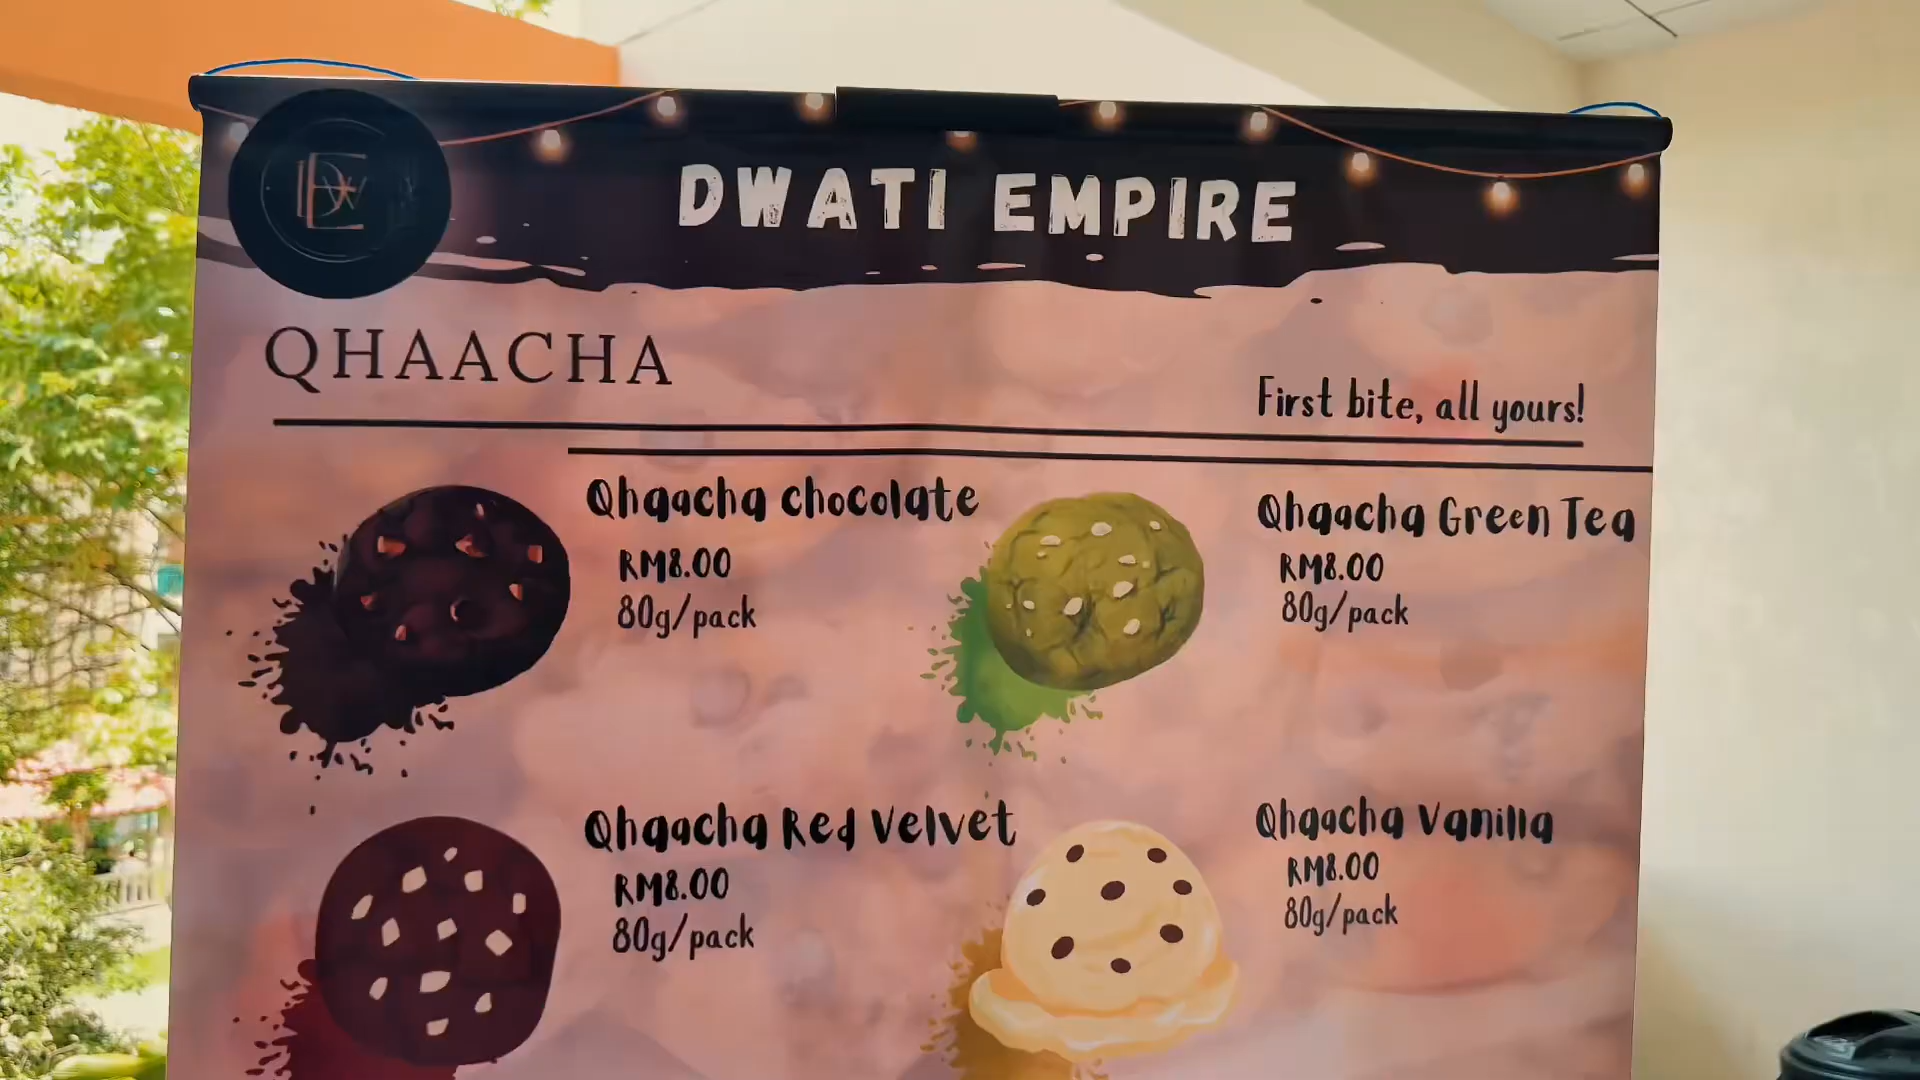 DWATI EMPIRE
QHAACHA
First bite, all yours!
Qhaacha chocolate
RM8.00
80g/pack
Qhaacha Green Tea
RM8.00
80g/pack
Qhaacha Red Velvet
RM8.00
80g/pack
Qhaacha Vanilla
RM8.00
80g/pack